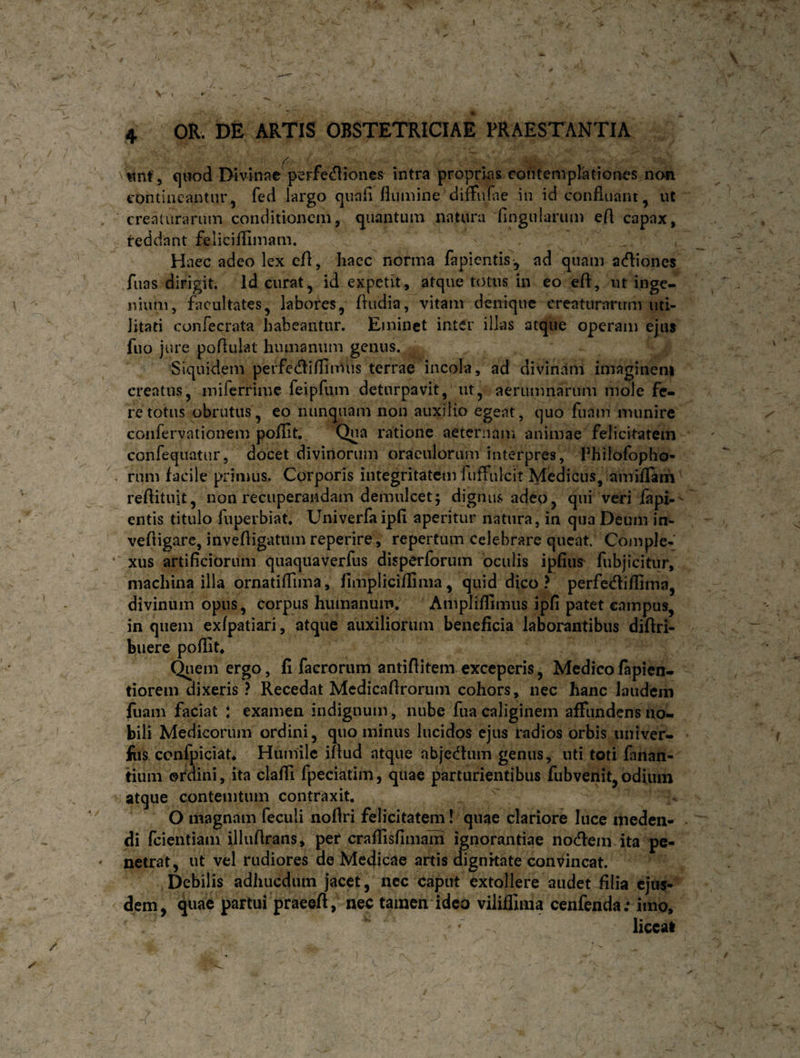 4 OR. DE ARTIS OBSTETRICIAE PRAESTANTIA
unt, quod Divinae perfectiones intra proprias contemplationes non
contineantur, ſed largo quaſi flumine diffuſae in id confluant, ut
creaturarum conditionem, quantum natura ſingularum eſt capax,
reddant feliciſſimam.
Haec adeo lex eſt, haec norma ſapientis, ad quam actiones
ſuas dirigit. Id curat, id expetit, atque totus in eo eſt, ut inge-
nium, facultates, labores, ſtudia, vitam denique creaturarum uti-
litati conſecrata habeantur. Eminet inter illas atque operam ejus
ſuo jure poſtulat humanum genus.
Siquidem perfectiſſimus terrae incola, ad divinam imaginem
creatus, miſerrime ſeipſum deturpavit, ut, aerumnarum mole fe-
re totus obrutus, eo nunquam non auxilio egeat, quo ſuam munire
conſervationem poſſit. Qua ratione aeternam animae felicitatem
conſequatur, docet divinorum oraculorum interpres, Philoſopho-
rum facile primus. Corporis integritatem ſuffulcit Medicus, amiſſam
reſtituit, non recuperandam demulcet; dignus adeo, qui veri ſapi-
entis titulo ſuperbiat. Univerſa ipſi aperitur natura, in qua Deum in-
veſtigare, inveſtigatum reperire, repertum celebrare queat. Comple-
xus artificiorum quaquaverſus disperſorum oculis ipſius ſubjicitur,
machina illa ornatiſſima, ſimpliciſſima, quid dico? perfectiſſima,
divinum opus, corpus humanum. Ampliſſimus ipſi patet campus,
in quem exſpatiari, atque auxiliorum beneficia laborantibus diſtri-
buere poſſit.
Quem ergo, ſi ſacrorum antiſtitem exceperis, Medico ſapien-
tiorem dixeris? Recedat Medicaſtrorum cohors, nec hanc laudem
ſuam faciat: examen indignum, nube ſua caliginem affundens no-
bili Medicorum ordini, quo minus lucidos ejus radios orbis univer-
ſus conſpiciat. Humile iſtud atque abjectum genus, uti toti ſanan-
tium ordini, ita claſſi ſpeciatim, quae parturientibus ſubvenit, odium
atque contemtum contraxit.
O magnam ſeculi noſtri felicitatem! quae clariore luce meden-
di ſcientiam illuſtrans, per craſſisſimam ignorantiae noctem ita pe-
netrat, ut vel rudiores de Medicae artis dignitate convincat.
Debilis adhucdum jacet, nec caput extollere audet filia ejus-
dem, quae partui praeeſt, nec tamen ideo viliſſima cenſenda: imo,
liceat